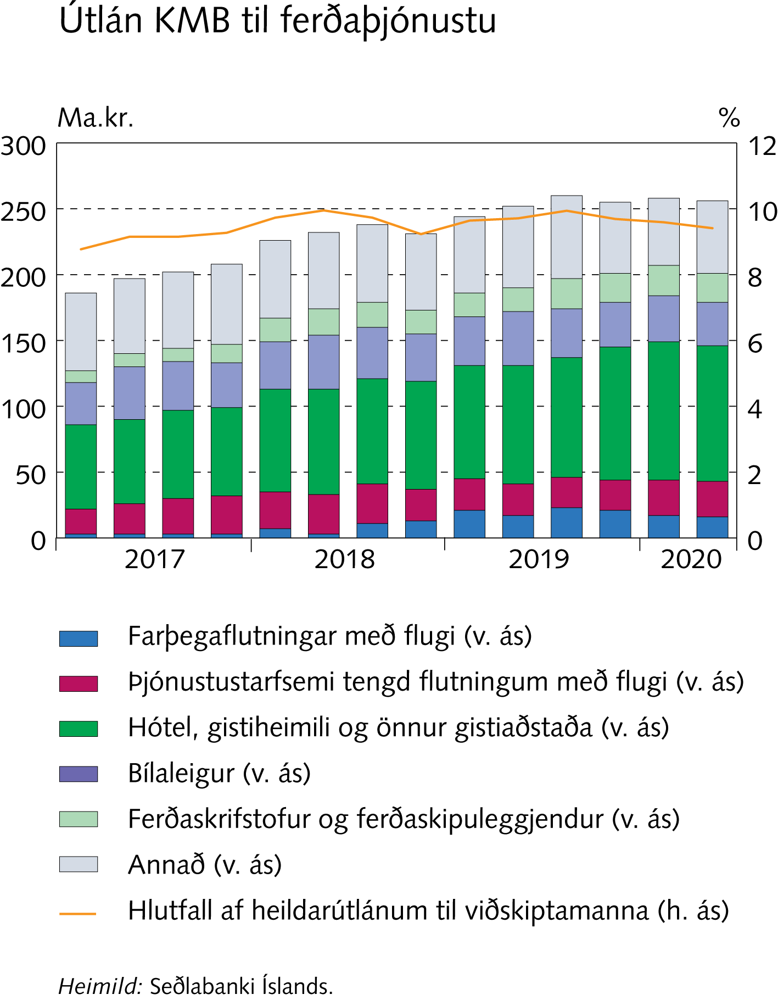 Útlán KMB til ferðaþjónustu
Ma.kr. %
300 12
250 10
200 8
150 6
100 4
50 2
0 0
2017 2018 2019 2020
Farþegaflutningar með flugi (v. ás)
Þjónustustarfsemi tengd flutningum með flugi (v. ás)
Hótel, gistiheimili og önnur gistiaðstaða (v. ás)
Bílaleigur (v. ás)
Ferðaskrifstofur og ferðaskipuleggjendur (v. ás)
Annað (v. ás)
Hlutfall af heildarútlánum til viðskiptamanna (h. ás)
Heimild: Seðlabanki Íslands.